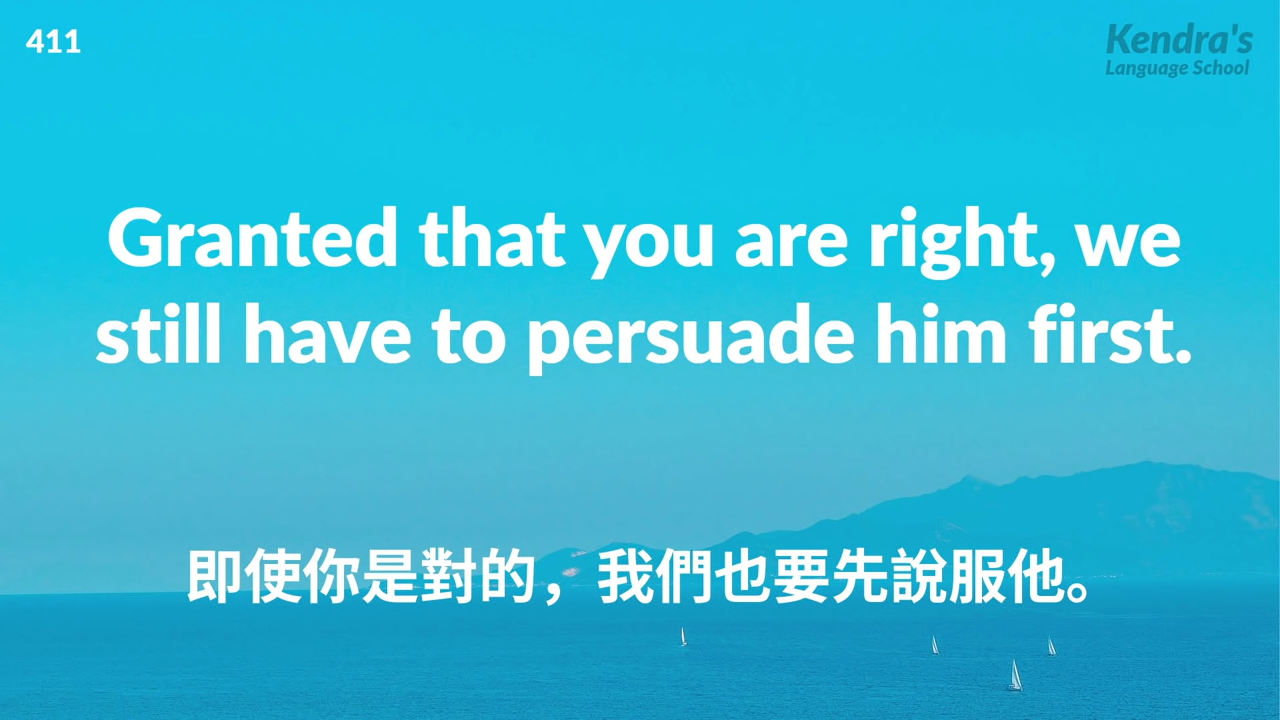 411
Kendra's
Language School
Granted that you are right, we
still have to persuade him first.
即使你是對的，我們也要先說服他。